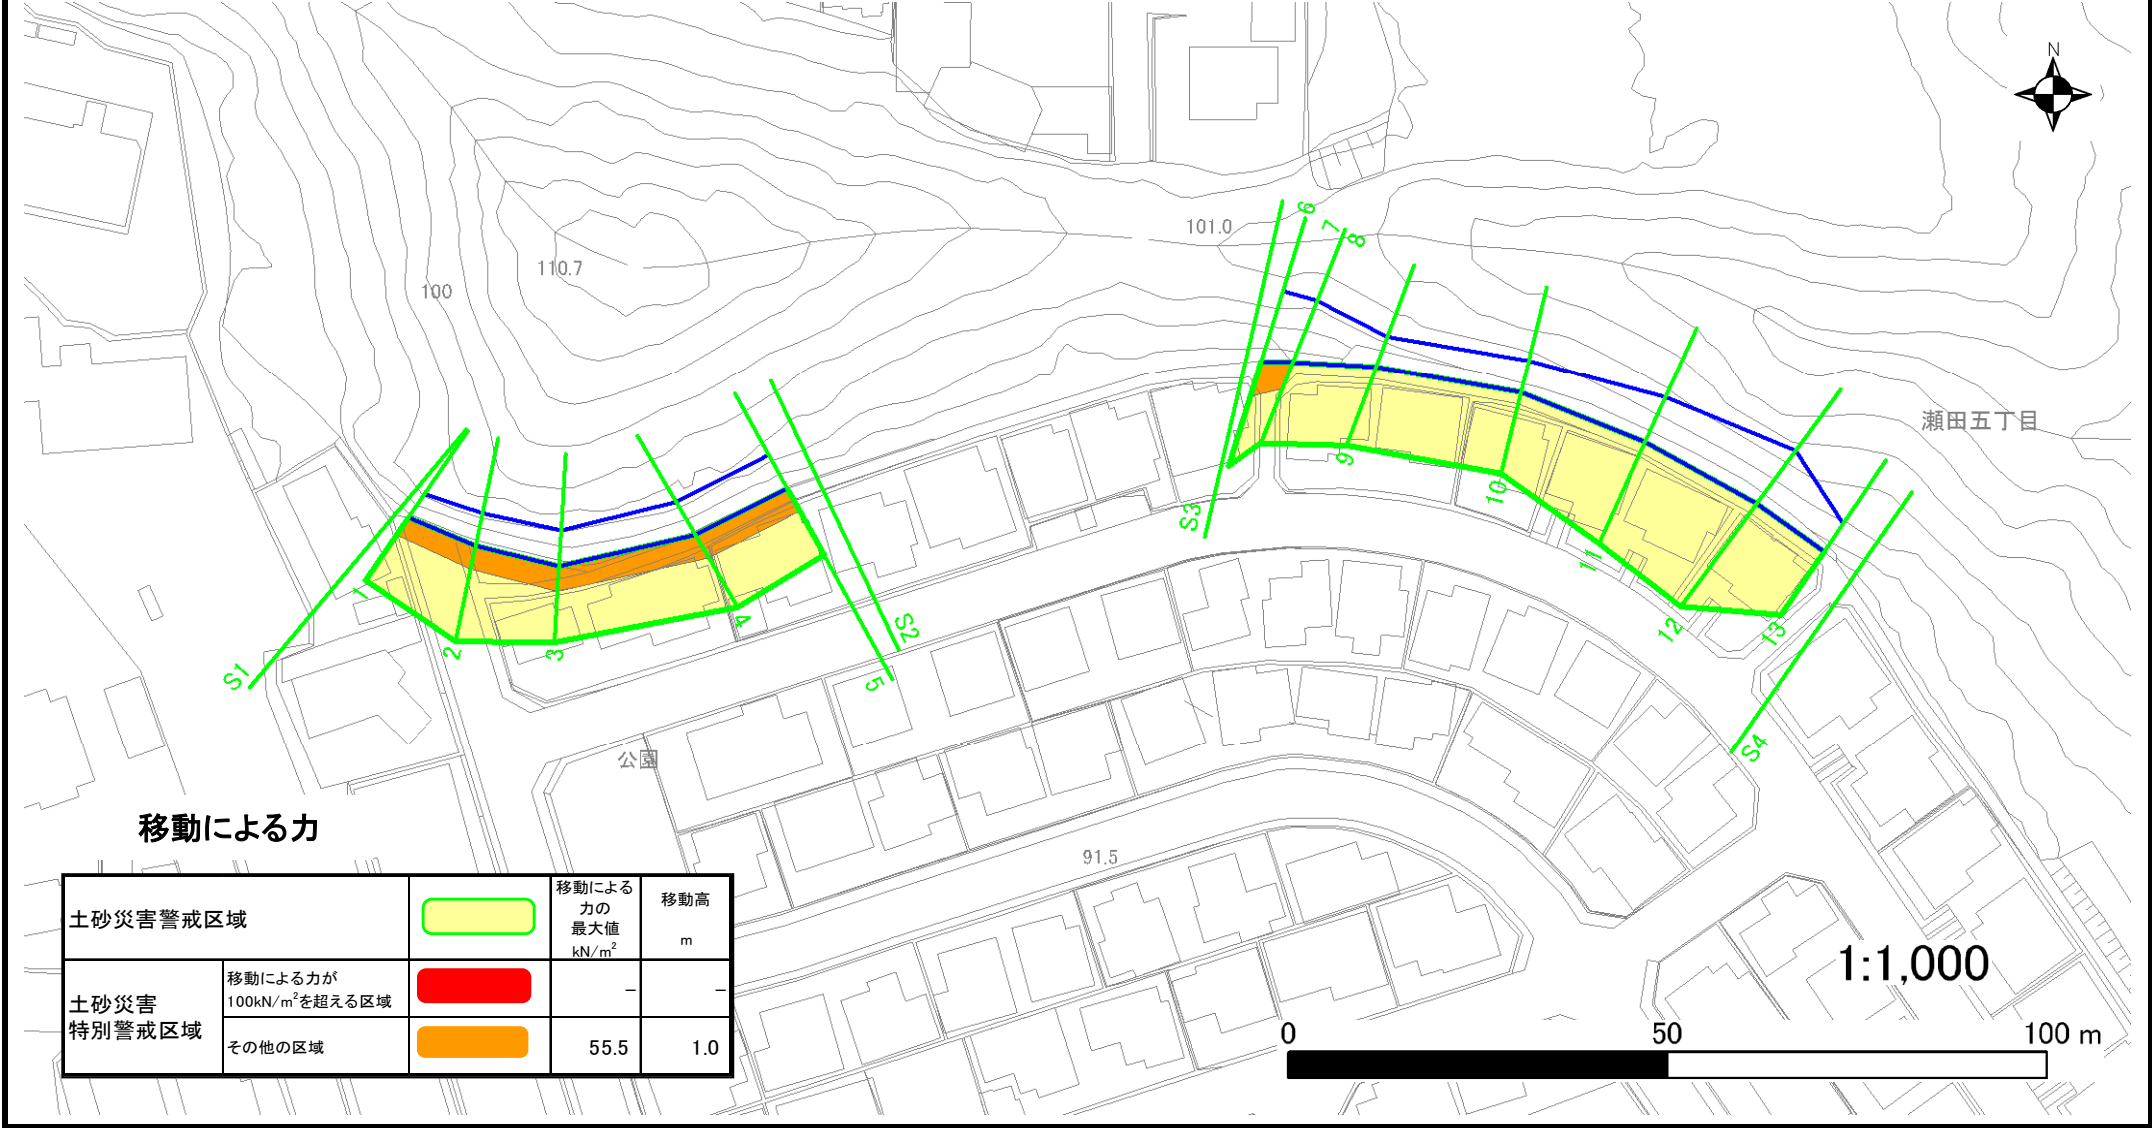 N
101.0
110.7
100
6
7
8
瀬田五丁目
9
10
S3
11
1
2
3
4
S2
5
S1
12
13
S4
公園
91.5
移動による力
土砂災害警戒区域
移動による
力の
最大値
kN/m²
移動高
m
土砂災害
特別警戒区域
移動による力が
100kN/m²を超える区域
－
－
その他の区域
55.5
1.0
1:1,000
0
50
100 m